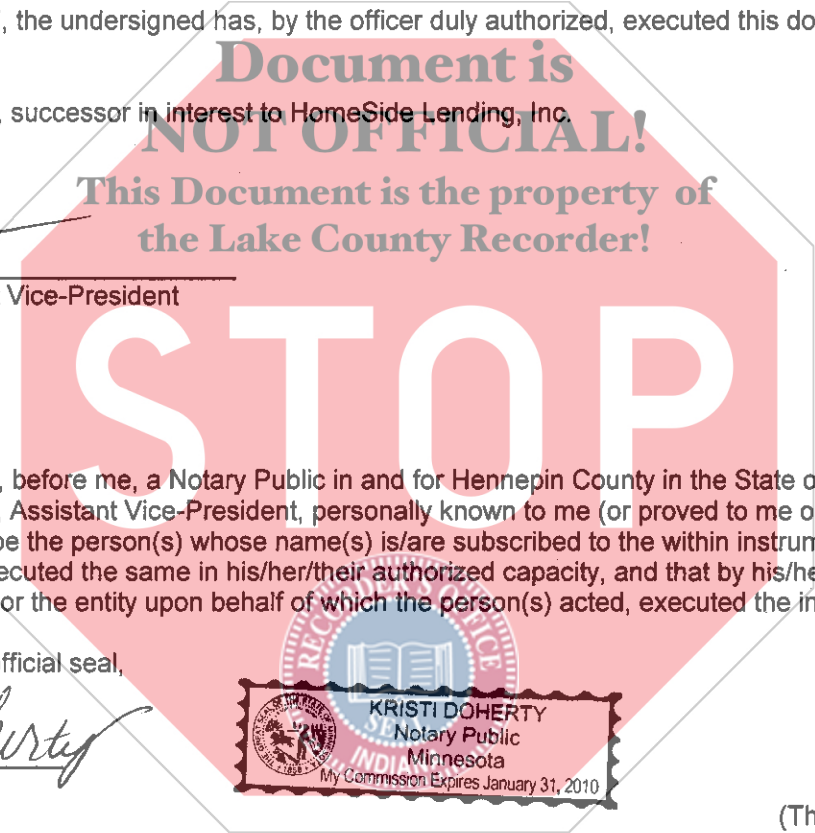 , the undersigned has, by the officer duly authorized, executed this do
Document is
, successor in interest to HomeSide Lending, Inc.
NOT OFFICIAL!
This Document is the property of
the Lake County Recorder!
Vice-President
STOP
, before me, a Notary Public in and for Hennepin County in the State o
Assistant Vice-President, personally known to me (or proved to me o
be the person(s) whose name(s) is/are subscribed to the within instrum
ecuted the same in his/her/their authorized capacity, and that by his/he
or the entity upon behalf of which the person(s) acted, executed the in
fficial seal,
RECORDER'S OFFICE
SEAL
INDIANA
KRISTI DOHERTY
Notary Public
Minnesota
My Commission Expires January 31, 2010
(Th